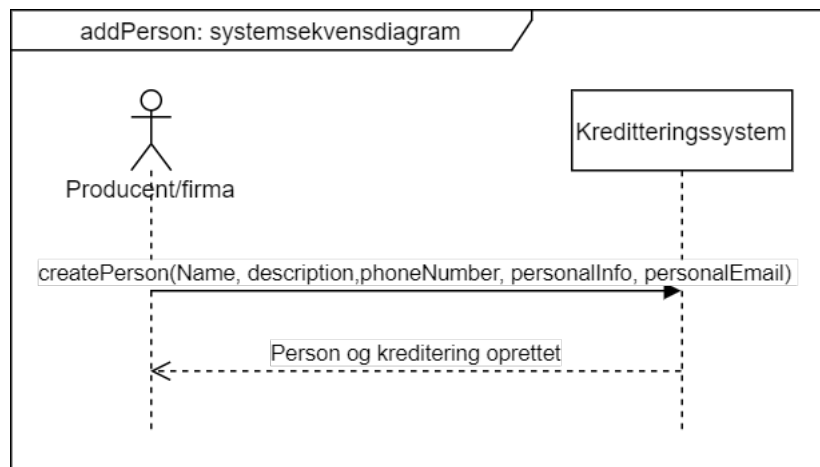 addPerson: systemsekvensdiagram
Producent/firma
Kreditteringssystem
createPerson(Name, description,phoneNumber, personalInfo, personalEmail)
Person og kreditering oprettet